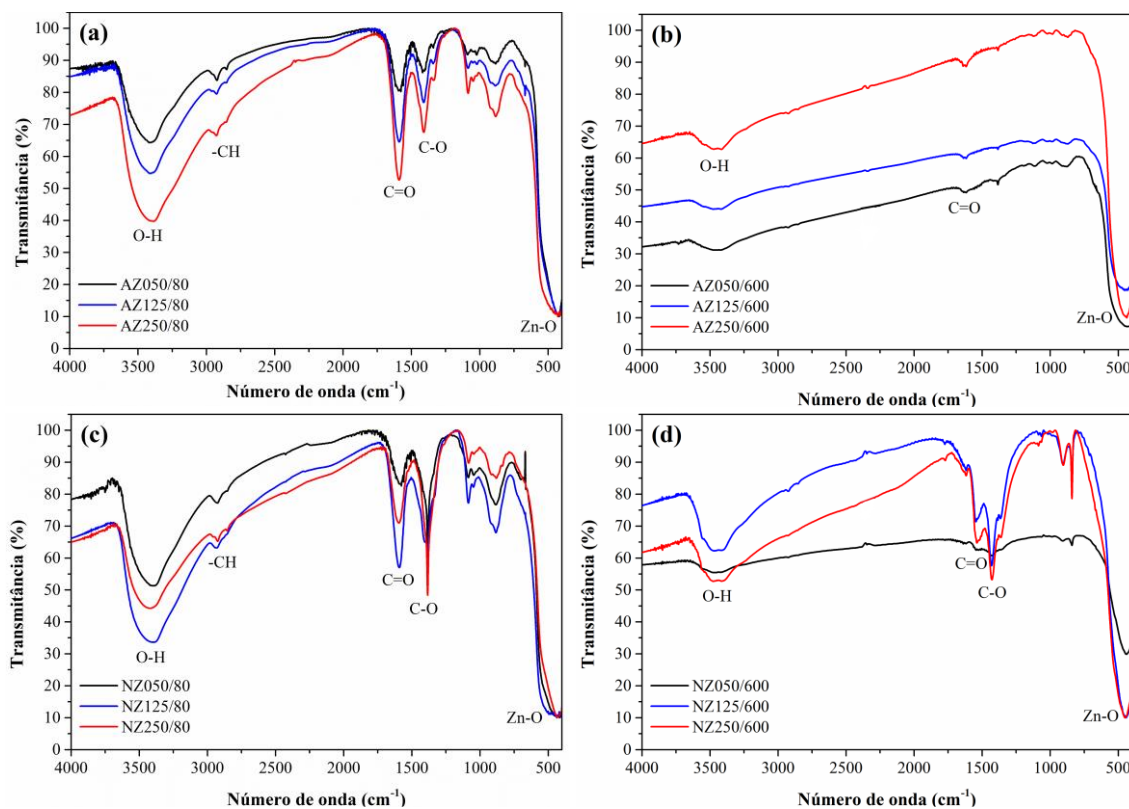 (a)
100
90
80
70
60
50
40
30
20
10
0
Transmitância (%)
O-H
-CH
C=O
C-O
Zn-O
AZ050/80
AZ125/80
AZ250/80
4000 3500 3000 2500 2000 1500 1000 500
Número de onda (cm-1)
(b)
100
90
80
70
60
50
40
30
20
10
0
Transmitância (%)
O-H
C=O
Zn-O
AZ050/600
AZ125/600
AZ250/600
4000 3500 3000 2500 2000 1500 1000 500
Número de onda (cm-1)
(c)
100
90
80
70
60
50
40
30
20
10
0
Transmitância (%)
O-H
-CH
C=O
C-O
Zn-O
NZ050/80
NZ125/80
NZ250/80
4000 3500 3000 2500 2000 1500 1000 500
Número de onda (cm-1)
(d)
100
90
80
70
60
50
40
30
20
10
0
Transmitância (%)
O-H
C=O
C-O
Zn-O
NZ050/600
NZ125/600
NZ250/600
4000 3500 3000 2500 2000 1500 1000 500
Número de onda (cm-1)